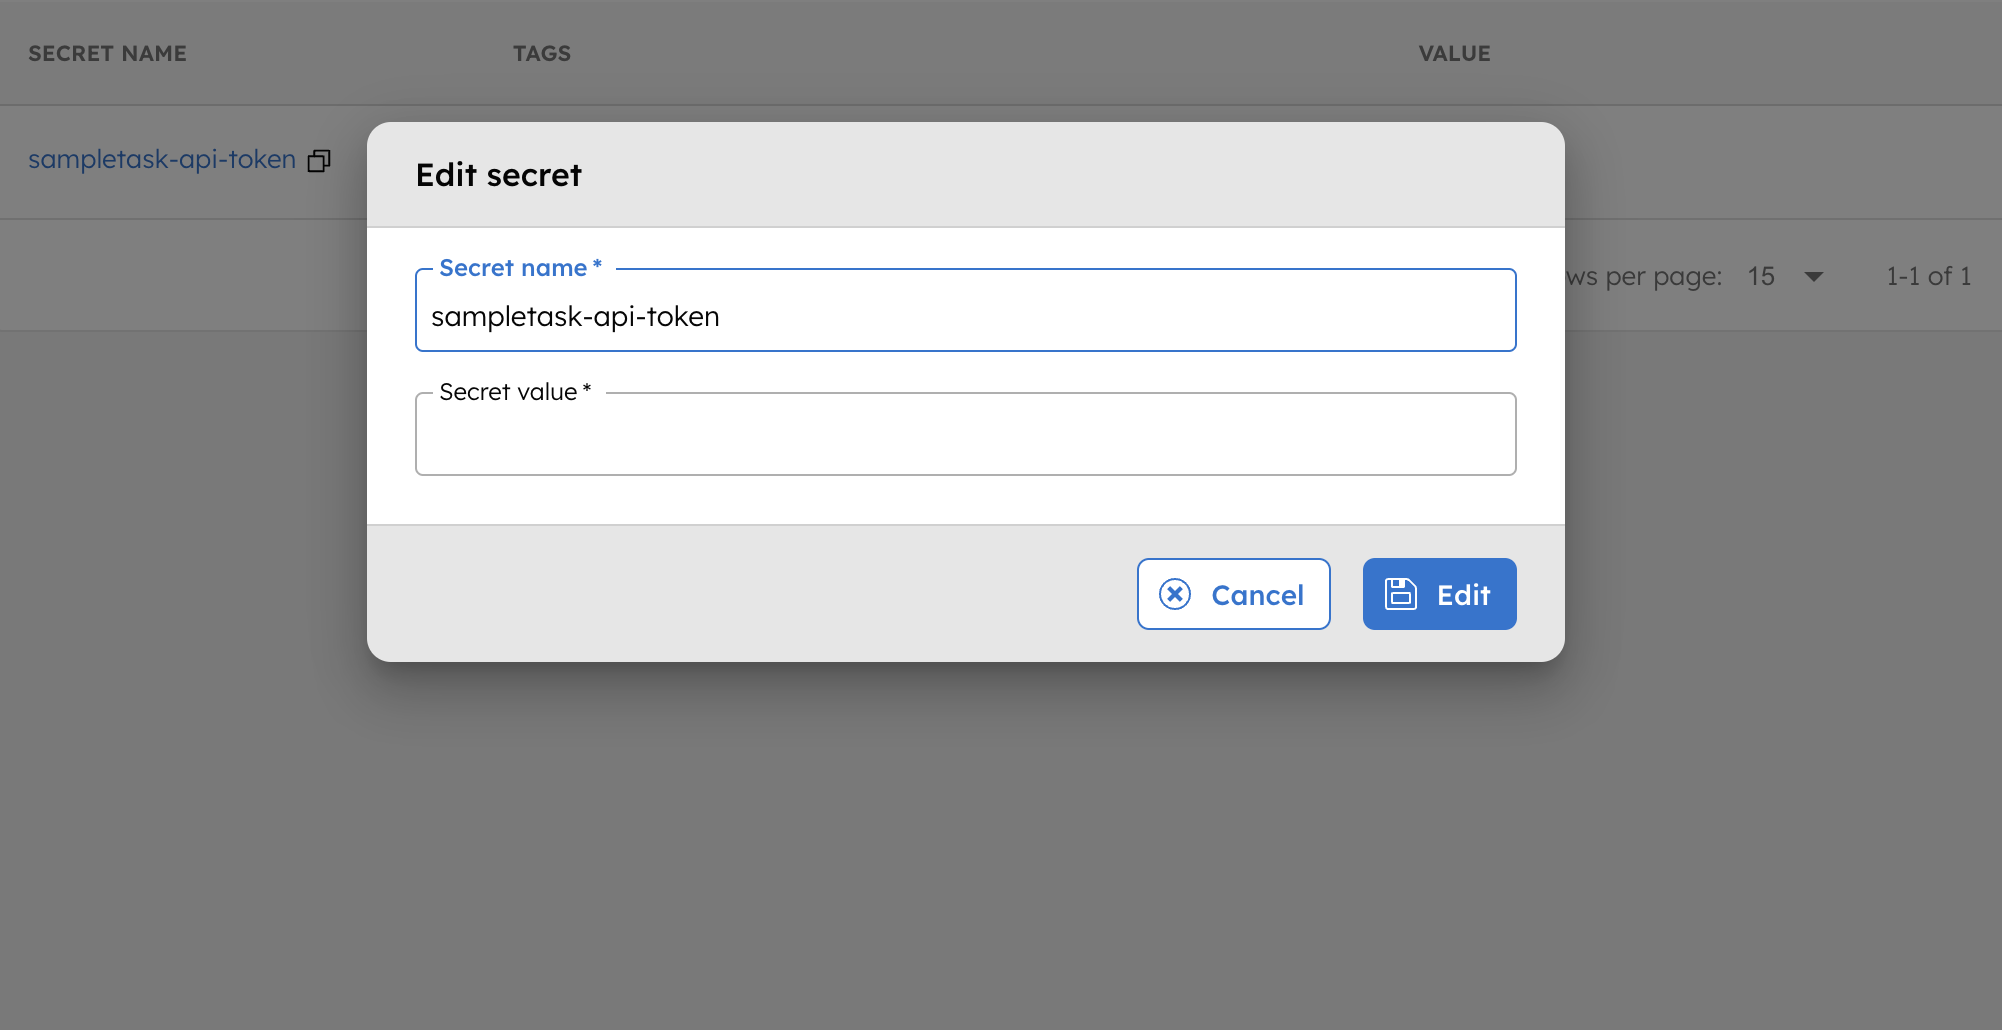 SECRET NAME TAGS VALUE
sampletask-api-token
Edit secret
Secret name *
sampletask-api-token
ws per page: 15 1-1 of 1
Secret value *
Cancel Edit